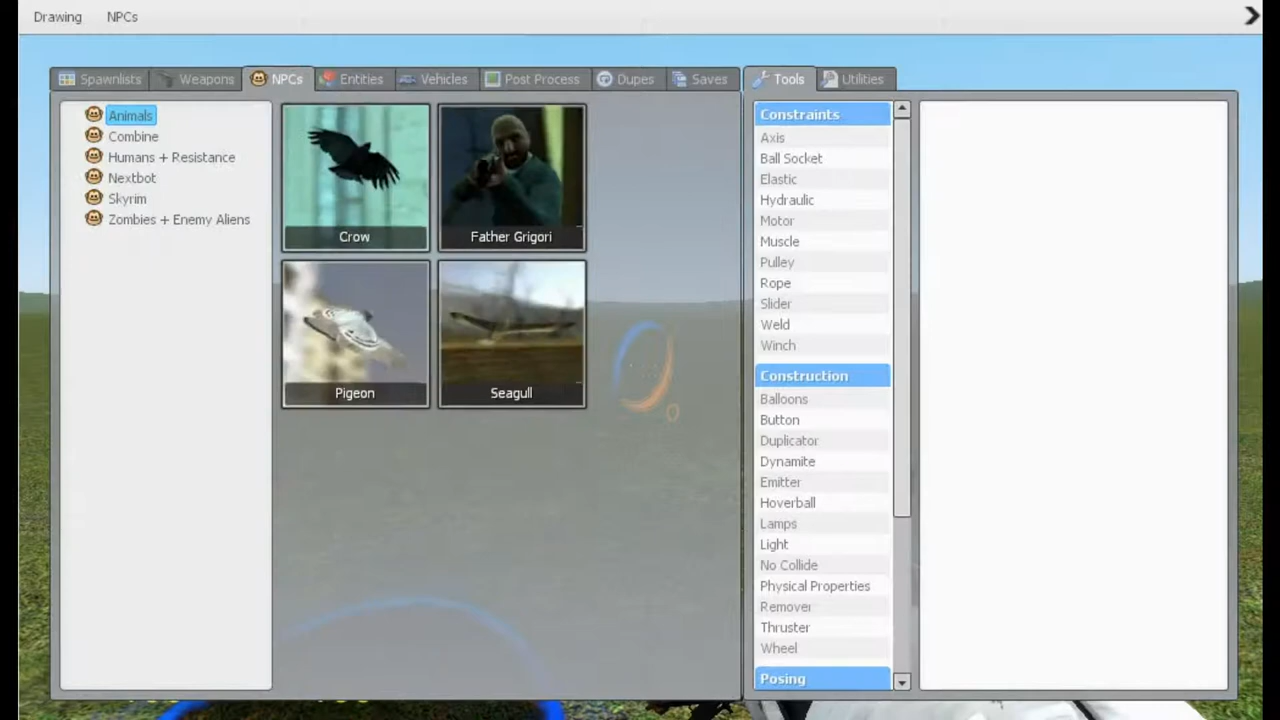 Drawing NPCs
Spawnlists Weapons NPCs Entities Vehicles Post Process Dupes Saves Tools Utilities
Animals
Combine
Humans + Resistance
Nextbot
Skyrim
Zombies + Enemy Aliens
Crow
Father Grigori
Pigeon
Seagull
Constraints
Axis
Ball Socket
Elastic
Hydraulic
Motor
Muscle
Pulley
Rope
Slider
Weld
Winch
Construction
Balloons
Button
Duplicator
Dynamite
Emitter
Hoverball
Lamps
Light
No Collide
Physical Properties
Remover
Thruster
Wheel
Posing